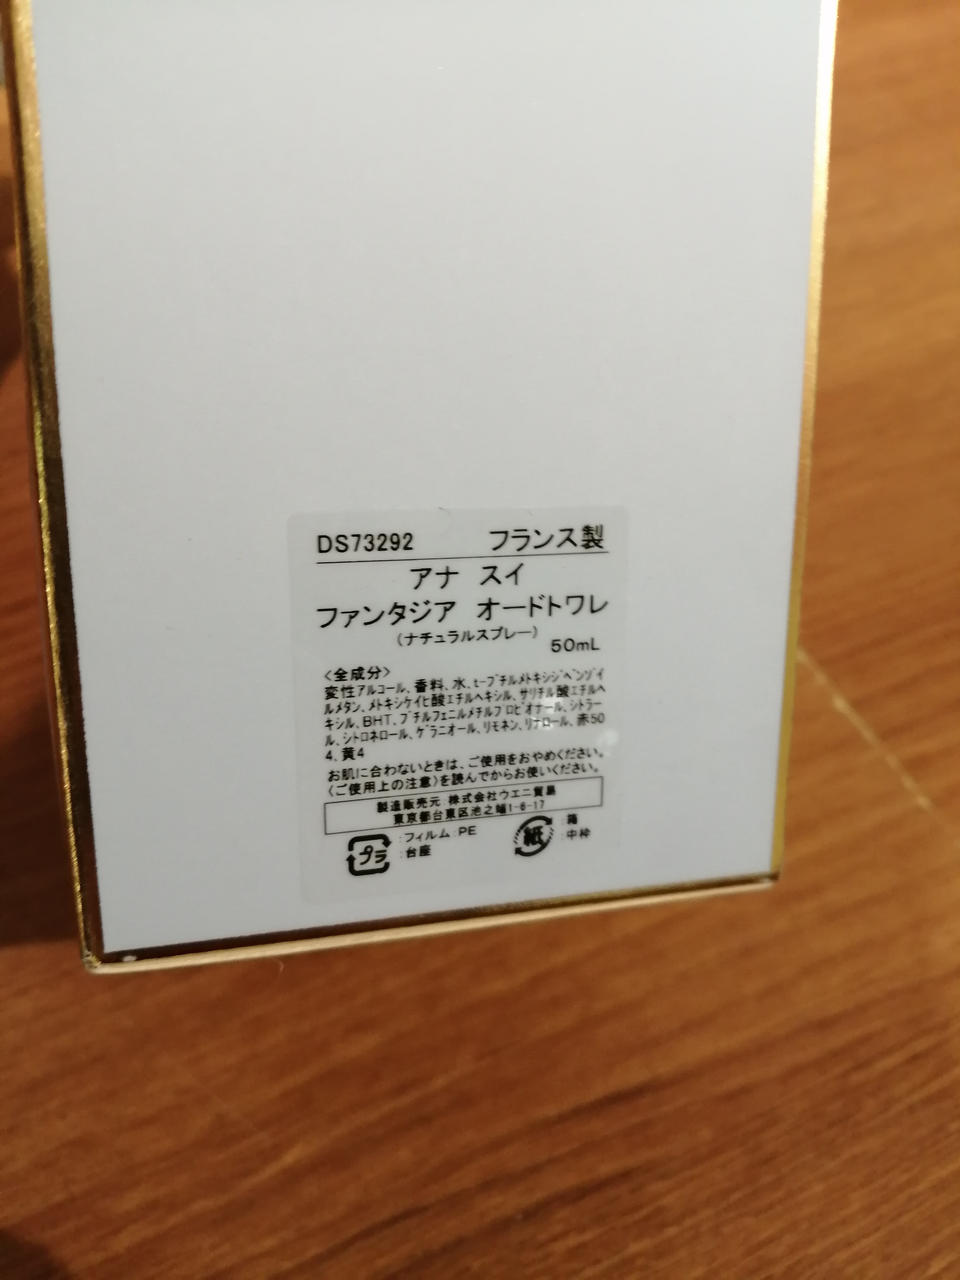 DS73292 フランス製
アナ スイ
ファンタジア オードトワレ
(ナチュラルスプレー)
50mL
<全成分>
変性アルコール、香料、水、t-ブチルメトキシジベンゾイ
ルメタン、メトキシケイヒ酸エチルヘキシル、サリチル酸エチルヘ
キシル、BHT、ブチルフェニルメチルプロピオナール、シトラー
ル、シトロネロール、ゲラニオール、リモネン、リナロール、赤50
4、黄4
お肌に合わないときは、ご使用をおやめください。
〈ご使用上の注意〉を読んでからお使いください。
製造販売元:株式会社ウエニ貿易
東京都台東区池之端1-6-17
プラ
:フィルム:PE
:台座
紙
:箱
:中枠